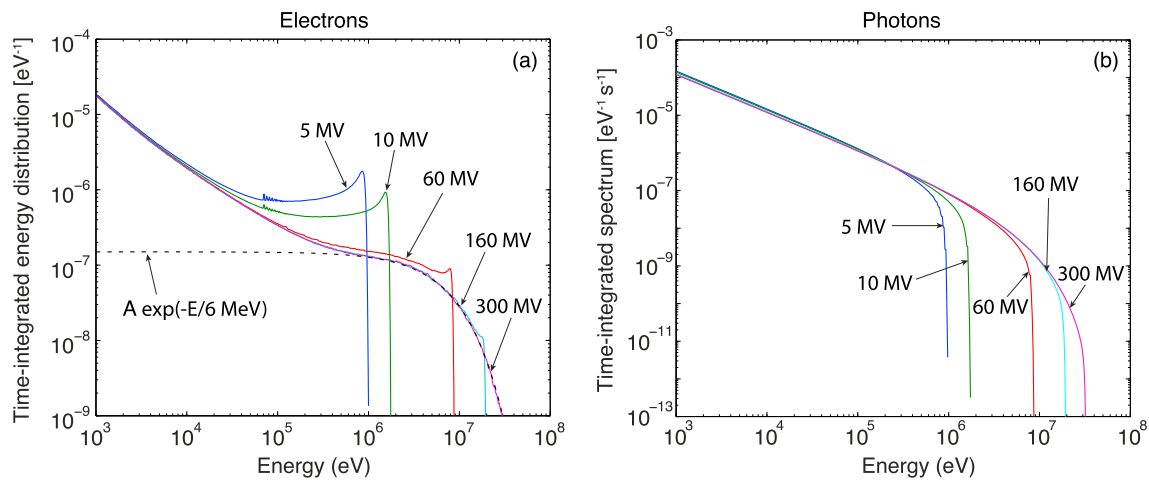 Electrons
Time-integrated energy distribution [eV⁻¹]
(a)
5 MV
10 MV
60 MV
160 MV
300 MV
A exp(-E/6 MeV)
10⁻⁴
10⁻⁵
10⁻⁶
10⁻⁷
10⁻⁸
10⁻⁹
10³
10⁴
10⁵
10⁶
10⁷
10⁸
Energy (eV)
Photons
Time-integrated spectrum [eV⁻¹ s⁻¹]
(b)
160 MV
5 MV
10 MV
60 MV
300 MV
10⁻³
10⁻⁵
10⁻⁷
10⁻⁹
10⁻¹¹
10⁻¹³
10³
10⁴
10⁵
10⁶
10⁷
10⁸
Energy (eV)